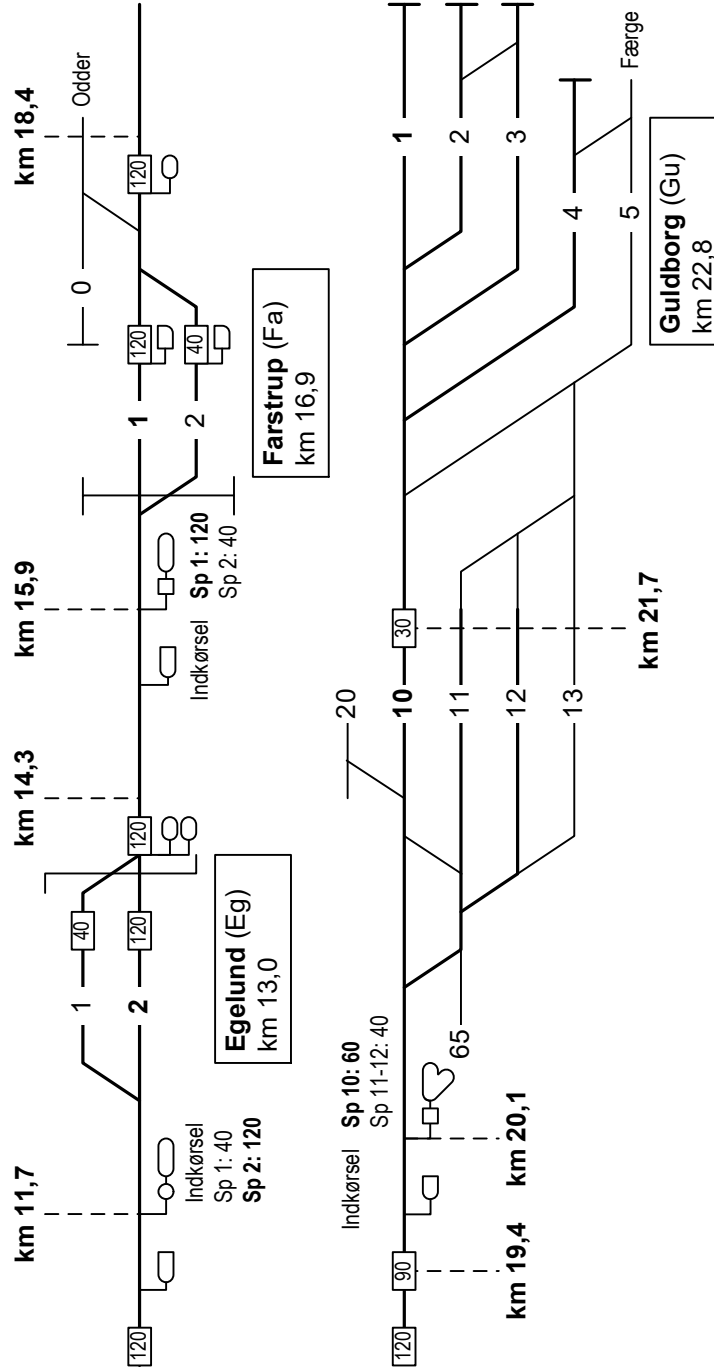 km 11,7
km 14,3
km 15,9
km 18,4
120
Indkørsel
Sp 1: 40
Sp 2: 120
1
2
40
120
120
Egelund (Eg)
km 13,0
Indkørsel
Sp 1: 120
Sp 2: 40
1
2
120
40
0
Odder
120
Farstrup (Fa)
km 16,9
120
90
km 19,4
Indkørsel
Sp 10: 60
Sp 11-12: 40
km 20,1
65
20
10
11
12
13
30
km 21,7
1
2
3
4
5
Færge
Guldborg (Gu)
km 22,8